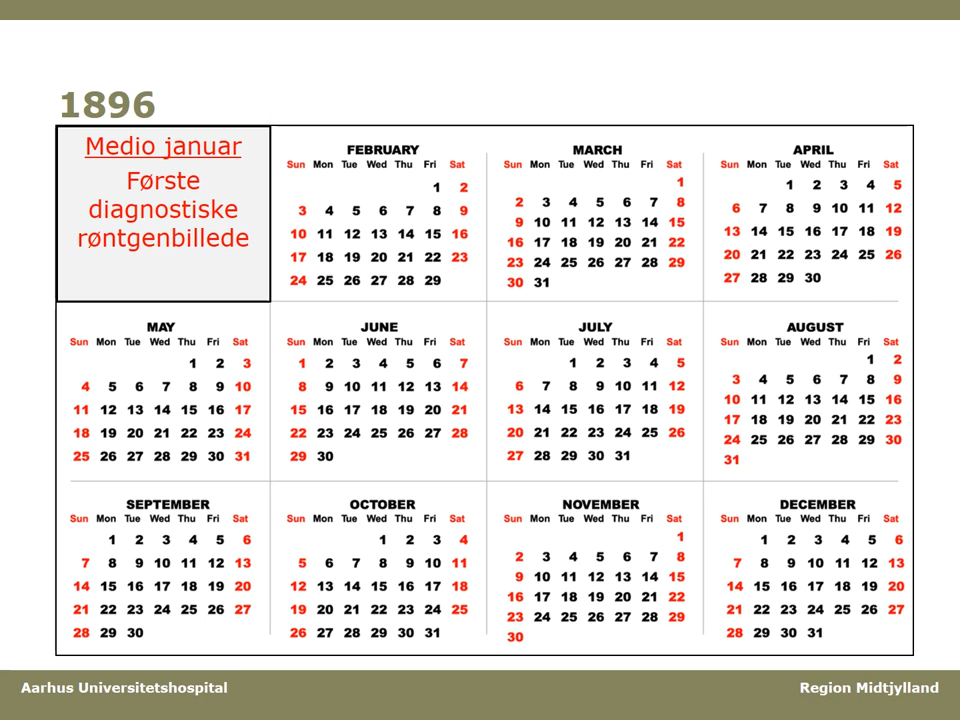 1896
Medio januar
Første
diagnostiske
røntgenbillede
FEBRUARY
Sun Mon Tue Wed Thu Fri Sat
1 2
3 4 5 6 7 8 9
10 11 12 13 14 15 16
17 18 19 20 21 22 23
24 25 26 27 28 29
MARCH
Sun Mon Tue Wed Thu Fri Sat
1
2 3 4 5 6 7 8
9 10 11 12 13 14 15
16 17 18 19 20 21 22
23 24 25 26 27 28 29
30 31
APRIL
Sun Mon Tue Wed Thu Fri Sat
1 2 3 4 5
6 7 8 9 10 11 12
13 14 15 16 17 18 19
20 21 22 23 24 25 26
27 28 29 30
MAY
Sun Mon Tue Wed Thu Fri Sat
1 2 3
4 5 6 7 8 9 10
11 12 13 14 15 16 17
18 19 20 21 22 23 24
25 26 27 28 29 30 31
JUNE
Sun Mon Tue Wed Thu Fri Sat
1 2 3 4 5 6 7
8 9 10 11 12 13 14
15 16 17 18 19 20 21
22 23 24 25 26 27 28
29 30
JULY
Sun Mon Tue Wed Thu Fri Sat
1 2 3 4 5
6 7 8 9 10 11 12
13 14 15 16 17 18 19
20 21 22 23 24 25 26
27 28 29 30 31
AUGUST
Sun Mon Tue Wed Thu Fri Sat
1 2
3 4 5 6 7 8 9
10 11 12 13 14 15 16
17 18 19 20 21 22 23
24 25 26 27 28 29 30
31
SEPTEMBER
Sun Mon Tue Wed Thu Fri Sat
1 2 3 4 5 6
7 8 9 10 11 12 13
14 15 16 17 18 19 20
21 22 23 24 25 26 27
28 29 30
OCTOBER
Sun Mon Tue Wed Thu Fri Sat
1 2 3 4
5 6 7 8 9 10 11
12 13 14 15 16 17 18
19 20 21 22 23 24 25
26 27 28 29 30 31
NOVEMBER
Sun Mon Tue Wed Thu Fri Sat
1
2 3 4 5 6 7 8
9 10 11 12 13 14 15
16 17 18 19 20 21 22
23 24 25 26 27 28 29
30
DECEMBER
Sun Mon Tue Wed Thu Fri Sat
1 2 3 4 5 6
7 8 9 10 11 12 13
14 15 16 17 18 19 20
21 22 23 24 25 26 27
28 29 30 31
Aarhus Universitetshospital
Region Midtjylland